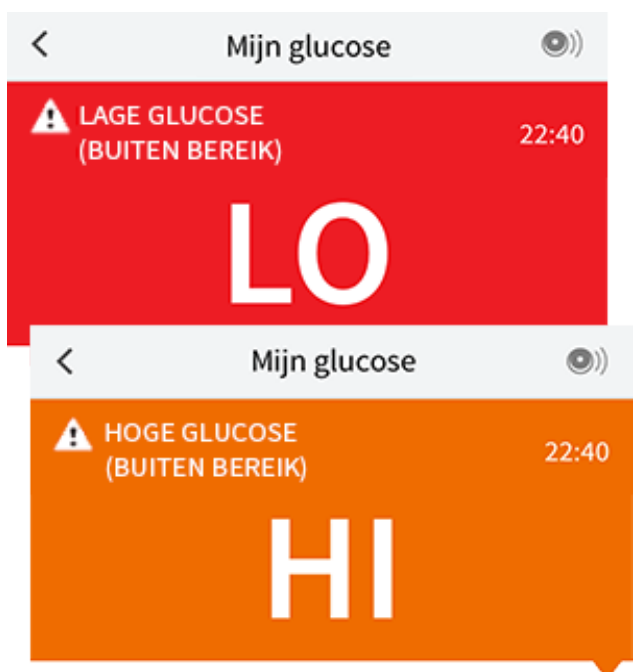 Mijn glucose
LAGE GLUCOSE
(BUITEN BEREIK)
22:40
LO
Mijn glucose
HOGE GLUCOSE
(BUITEN BEREIK)
22:40
HI